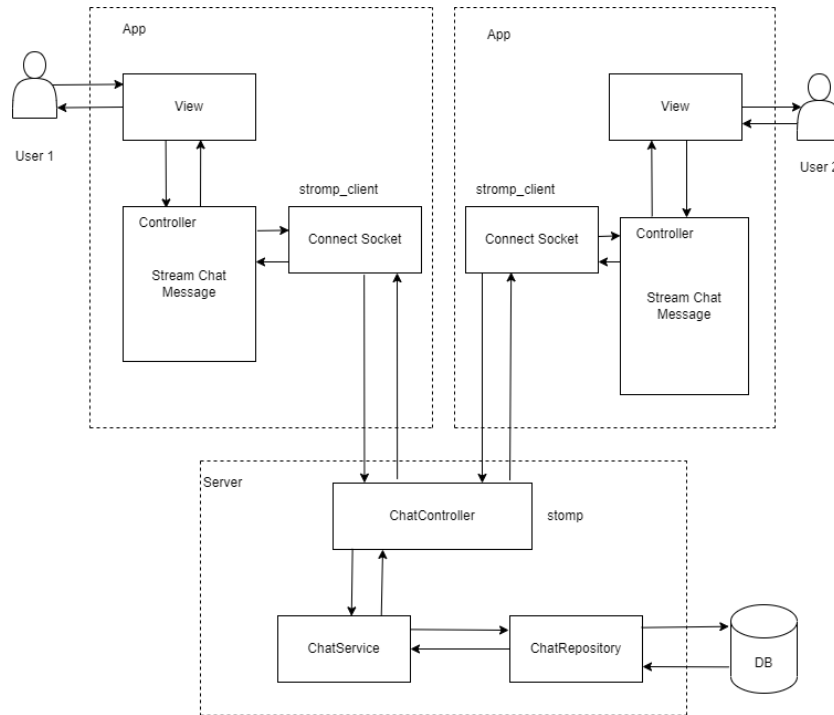 App
App
View
View
User 1
User 2
stromp_client
stromp_client
Controller
Connect Socket
Connect Socket
Controller
Stream Chat
Message
Stream Chat
Message
Server
ChatController
stomp
ChatService
ChatRepository
DB